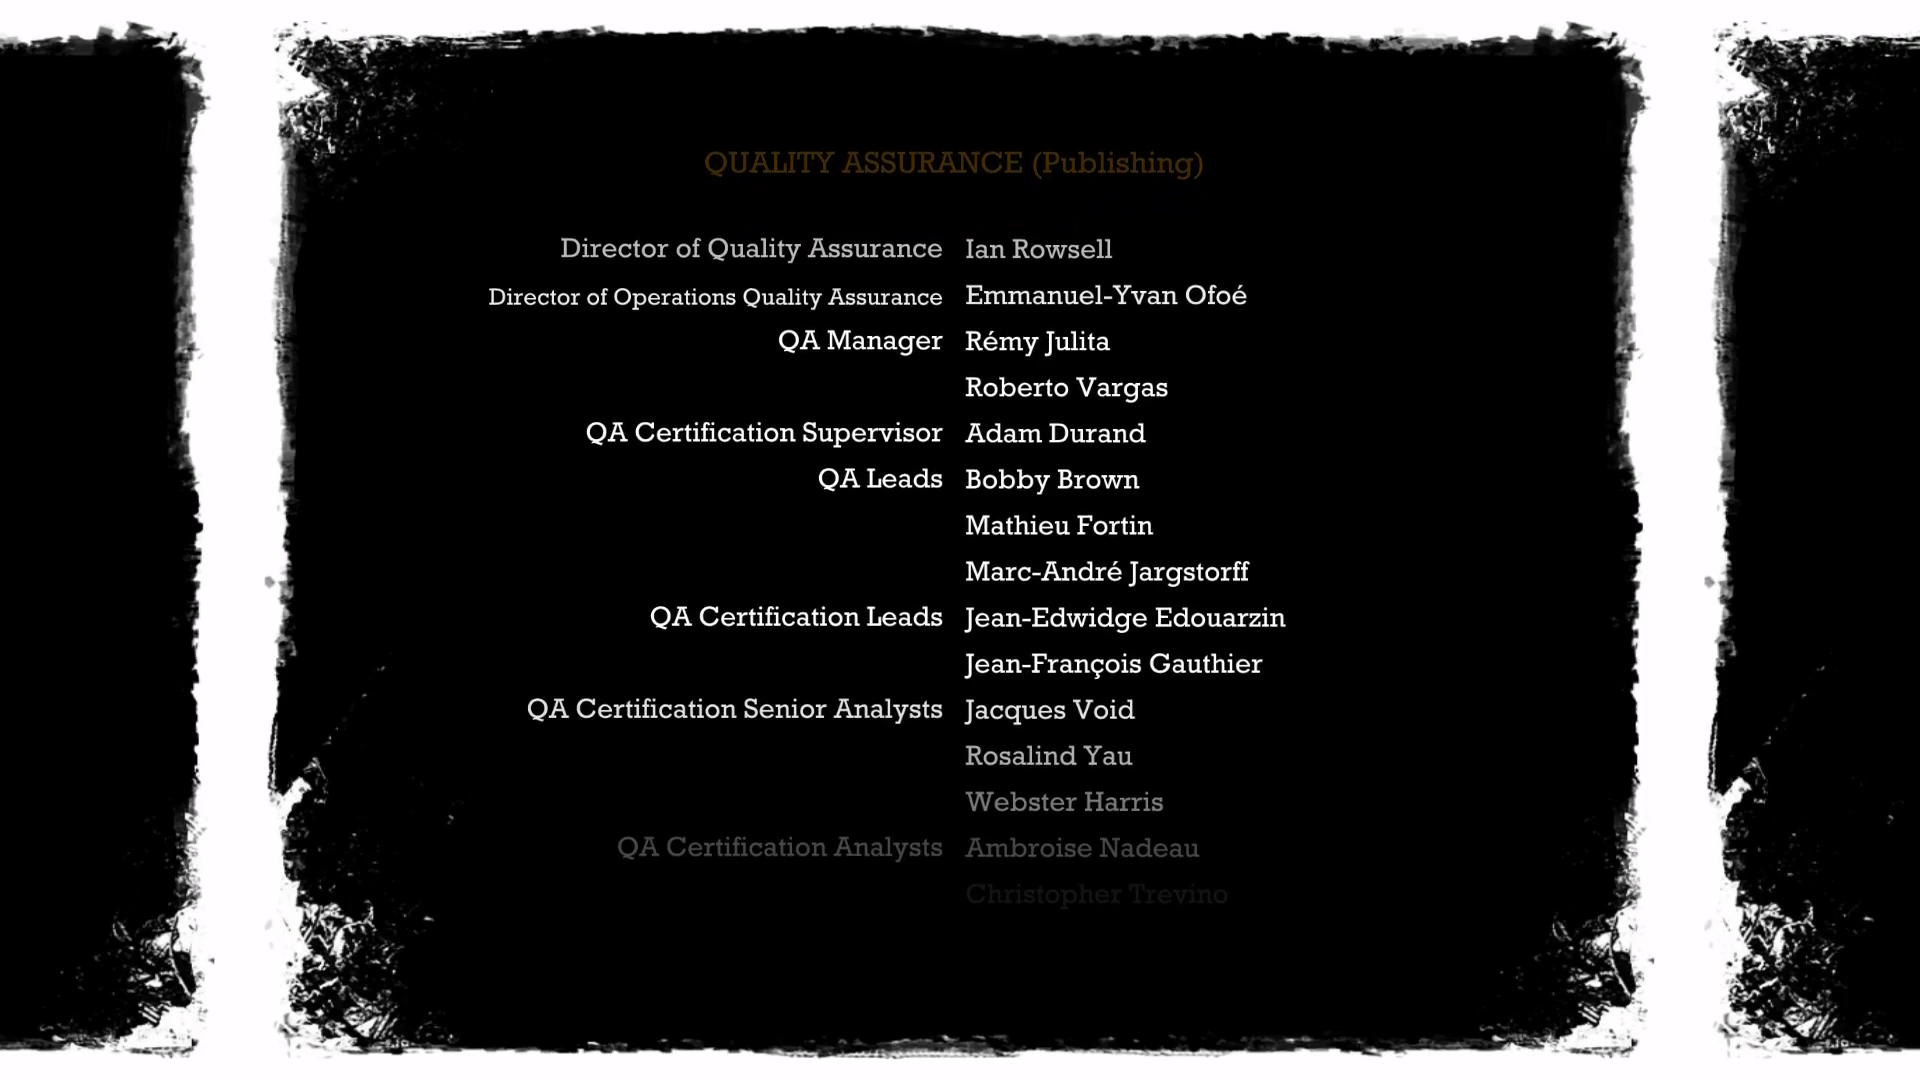 QUALITY ASSURANCE (Publishing)
Director of Quality Assurance Ian Rowsell
Director of Operations Quality Assurance Emmanuel-Yvan Ofoé
QA Manager Rémy Julita
Roberto Vargas
QA Certification Supervisor Adam Durand
QA Leads Bobby Brown
Mathieu Fortin
Marc-André Jargstorff
QA Certification Leads Jean-Edwidge Edouarzin
Jean-François Gauthier
QA Certification Senior Analysts Jacques Void
Rosalind Yau
Webster Harris
QA Certification Analysts Ambroise Nadeau
Christopher Trevino